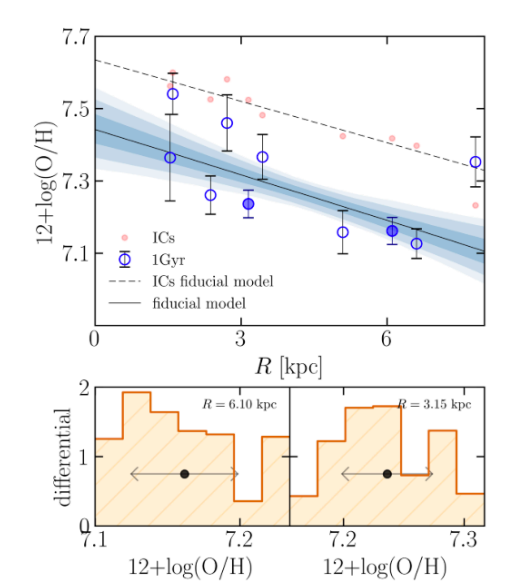 7.7
7.5
7.3
7.1
12+log(O/H)
ICs
1Gyr
ICs fiducial model
fiducial model
0 3 6
R [kpc]
2
1
0
differential
R = 6.10 kpc
R = 3.15 kpc
7.1 7.2 7.2 7.3
12+log(O/H) 12+log(O/H)